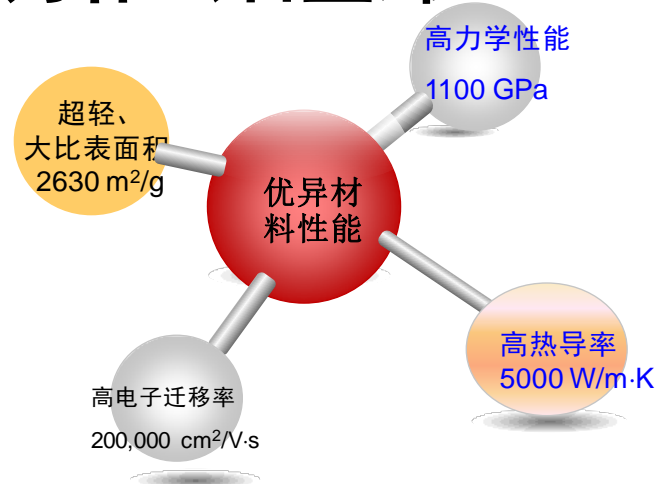 高力学性能
1100 GPa
超轻、
大比表面积
2630 m²/g
优异材
料性能
高热导率
5000 W/m·K
高电子迁移率
200,000 cm²/V·s